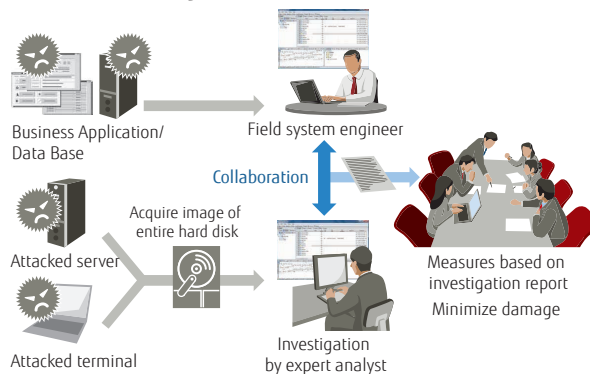 Business Application/
Data Base
Field system engineer
Collaboration
Attacked server
Acquire image of
entire hard disk
Attacked terminal
Investigation
by expert analyst
Measures based on
investigation report
Minimize damage